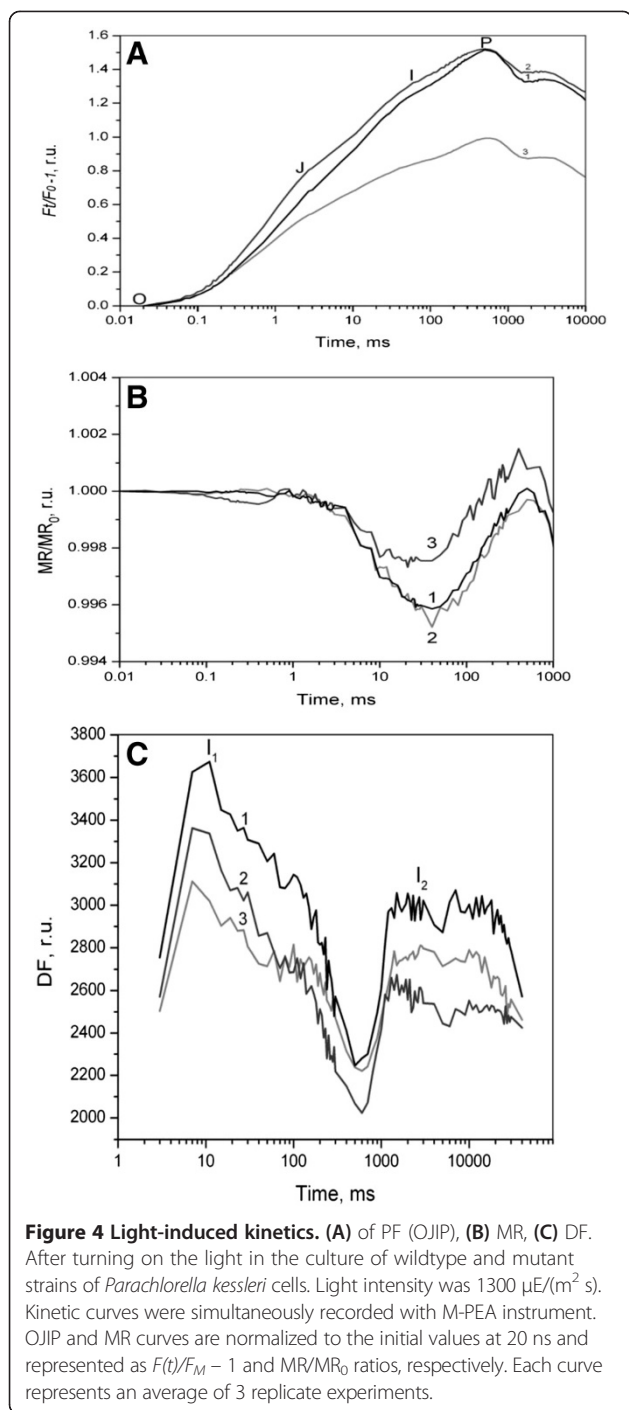 A
1.6
1.4
1.2
1.0
0.8
0.6
0.4
0.2
0.0
Ft/F0-1, r.u.
O
J
I
P
2
1
3
0.01 0.1 1 10 100 1000 10000
Time, ms
B
1.004
1.002
1.000
0.998
0.996
0.994
MR/MR0, r.u.
3
1
2
0.01 0.1 1 10 100 1000
Time, ms
C
3800
3600
3400
3200
3000
2800
2600
2400
2200
2000
DF, r.u.
I1
1
2
3
I2
1 10 100 1000 10000
Time, ms
Figure 4 Light-induced kinetics. (A) of PF (OJIP), (B) MR, (C) DF.
After turning on the light in the culture of wildtype and mutant
strains of Parachlorella kessleri cells. Light intensity was 1300 μE/(m² s).
Kinetic curves were simultaneously recorded with M-PEA instrument.
OJIP and MR curves are normalized to the initial values at 20 ns and
represented as F(t)/FM – 1 and MR/MR0 ratios, respectively. Each curve
represents an average of 3 replicate experiments.